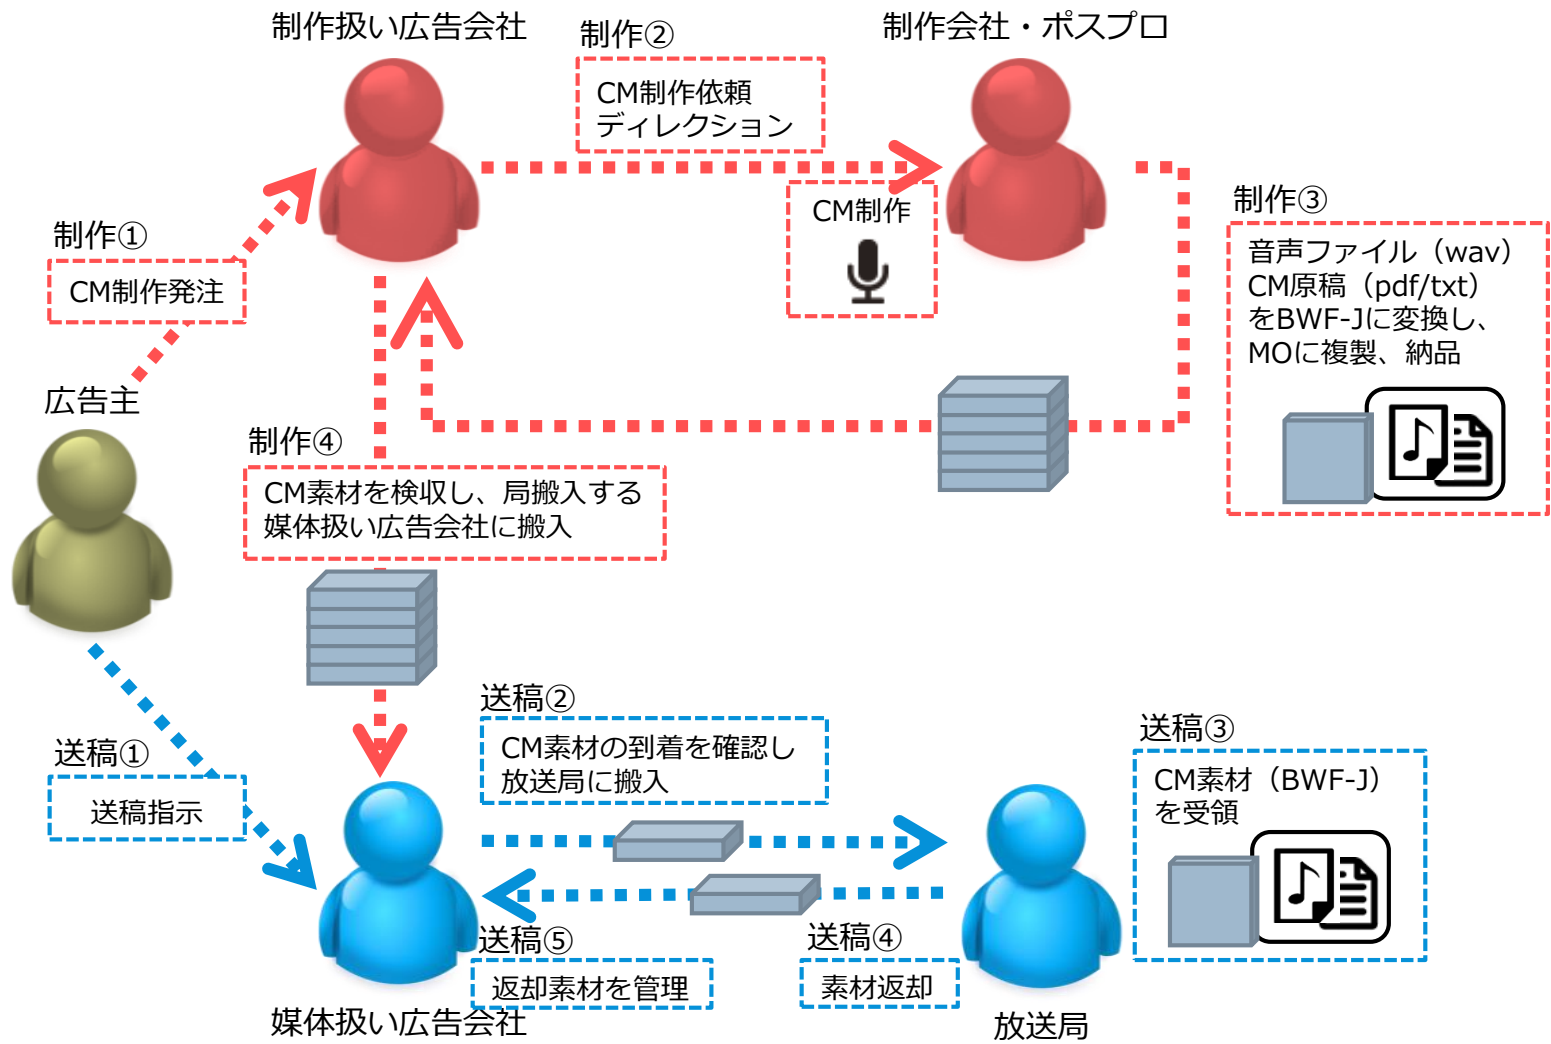 制作扱い広告会社
制作②
制作会社・ポスプロ
CM制作依頼
ディレクション
制作①
CM制作発注
CM制作
制作③
音声ファイル（wav）
CM原稿（pdf/txt）
をBWF-Jに変換し、
MOに複製、納品
広告主
制作④
CM素材を検収し、局搬入する
媒体扱い広告会社に搬入
送稿①
送稿指示
送稿②
CM素材の到着を確認し
放送局に搬入
送稿③
CM素材（BWF-J）
を受領
送稿⑤
返却素材を管理
送稿④
素材返却
媒体扱い広告会社
放送局